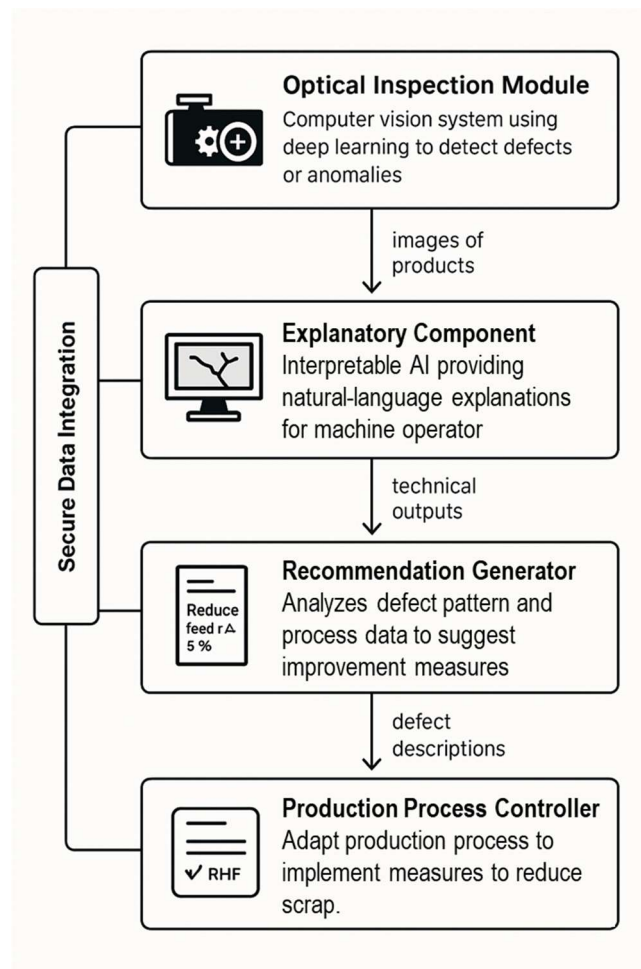 Optical Inspection Module
Computer vision system using
deep learning to detect defects
or anomalies
images of
products
Secure Data Integration
Explanatory Component
Interpretable AI providing
natural-language explanations
for machine operator
technical
outputs
Recommendation Generator
Analyzes defect pattern and
process data to suggest
improvement measures
Reduce
feed r△
5 %
defect
descriptions
Production Process Controller
Adapt production process to
implement measures to reduce
scrap.
✓ RHF